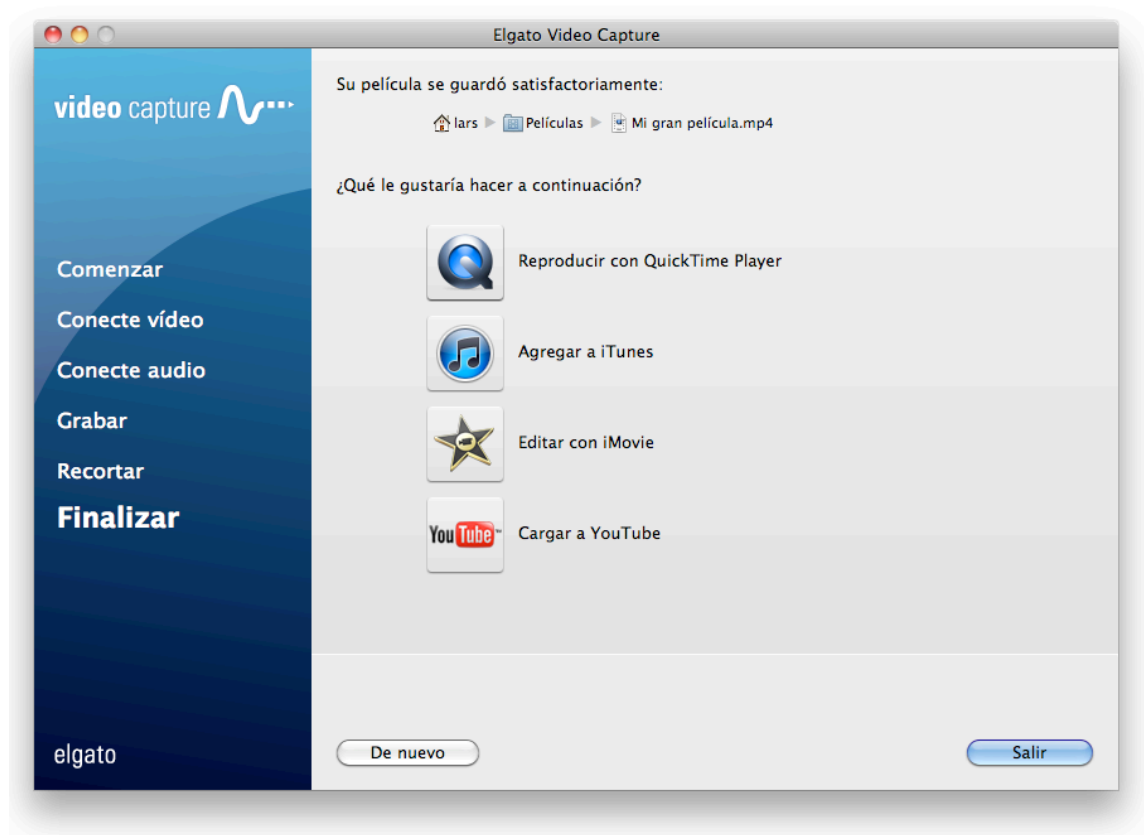 Elgato Video Capture
video capture
Su película se guardó satisfactoriamente:
lars Películas Mi gran película.mp4
¿Qué le gustaría hacer a continuación?
Reproducir con QuickTime Player
Agregar a iTunes
Editar con iMovie
YouTube™ Cargar a YouTube
Comenzar
Conecte vídeo
Conecte audio
Grabar
Recortar
Finalizar
elgato
De nuevo
Salir